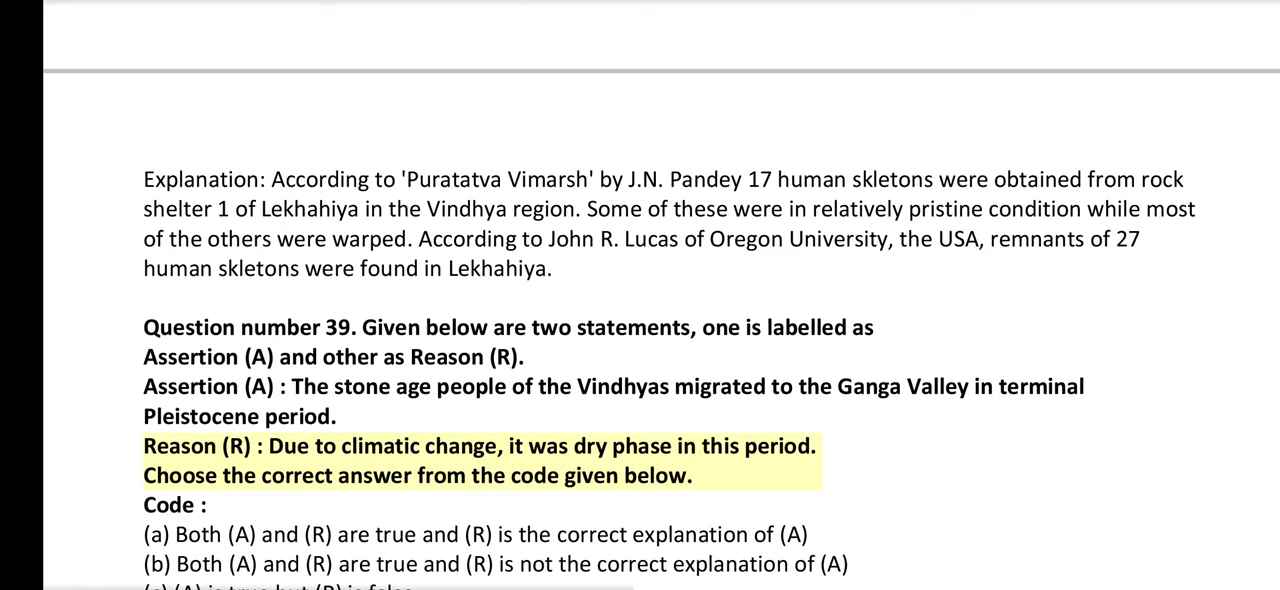 Explanation: According to 'Puratatva Vimarsh' by J.N. Pandey 17 human skletons were obtained from rock
shelter 1 of Lekhahiya in the Vindhya region. Some of these were in relatively pristine condition while most
of the others were warped. According to John R. Lucas of Oregon University, the USA, remnants of 27
human skletons were found in Lekhahiya.
Question number 39. Given below are two statements, one is labelled as
Assertion (A) and other as Reason (R).
Assertion (A) : The stone age people of the Vindhyas migrated to the Ganga Valley in terminal
Pleistocene period.
Reason (R) : Due to climatic change, it was dry phase in this period.
Choose the correct answer from the code given below.
Code :
(a) Both (A) and (R) are true and (R) is the correct explanation of (A)
(b) Both (A) and (R) are true and (R) is not the correct explanation of (A)
(c) (A) is true but (R) is false